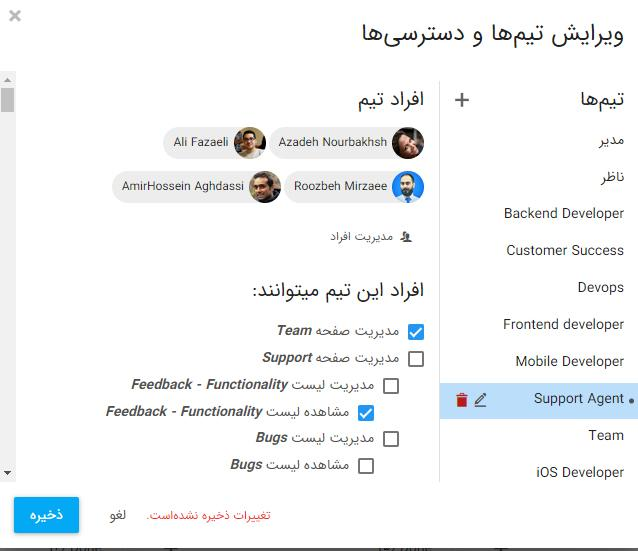 ویرایش تیم‌ها و دسترسی‌ها
تیم‌ها
مدیر
ناظر
Backend Developer
Customer Success
Devops
Frontend developer
Mobile Developer
Support Agent
Team
iOS Developer
افراد تیم
Azadeh Nourbakhsh
Ali Fazaeli
Roozbeh Mirzaee
AmirHossein Aghdassi
مدیریت افراد
افراد این تیم میتوانند:
مدیریت صفحه Team
مدیریت صفحه Support
مدیریت لیست Feedback - Functionality
مشاهده لیست Feedback - Functionality
مدیریت لیست Bugs
مشاهده لیست Bugs
تغییرات ذخیره نشده‌است.
لغو
ذخیره